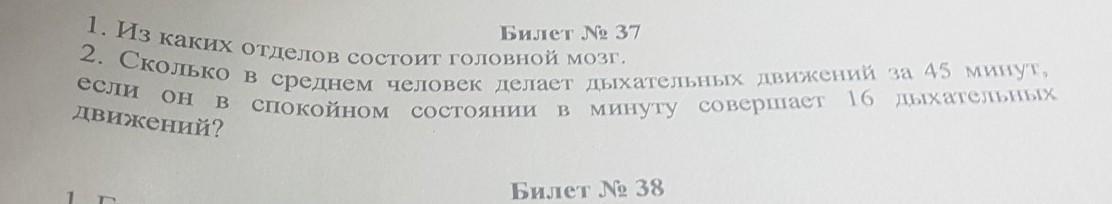 Билет № 37
1. Из каких отделов состоит головной мозг.
2. Сколько в среднем человек делает дыхательных движений за 45 минут,
если он в спокойном состоянии в минуту совершает 16 дыхательных
движений?
Билет № 38
1.